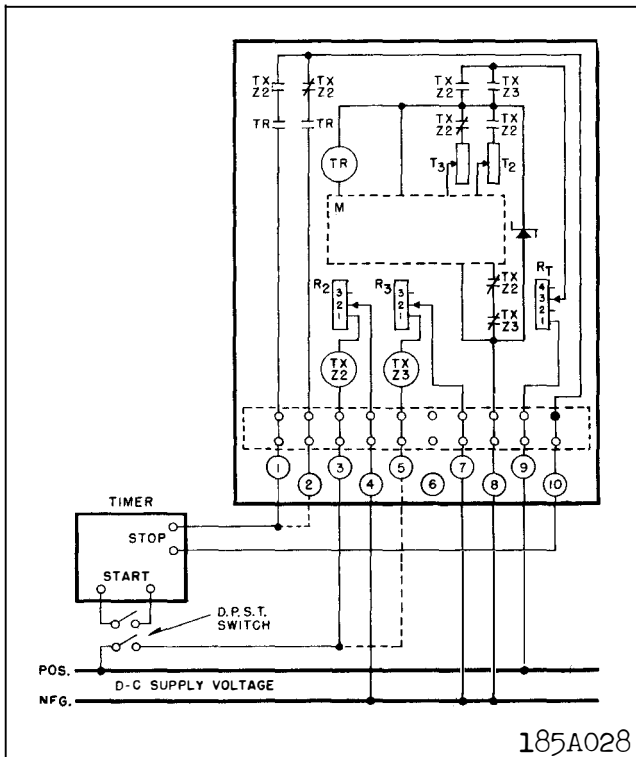 TX TX TX TX
Z2 Z2 Z2 Z3
TR TR TX TX
Z2 Z2
TR T3 T2
M
TX
Z2
R2 R3 RT
3 3 4
2 2 3
1 1 2
TX 1
Z3
TX TX
Z2 Z3
1 3 5 7 9
2 4 6 8 10
TIMER
STOP
START
D.P.S.T.
SWITCH
POS.
D-C SUPPLY VOLTAGE
NEG.
185A028